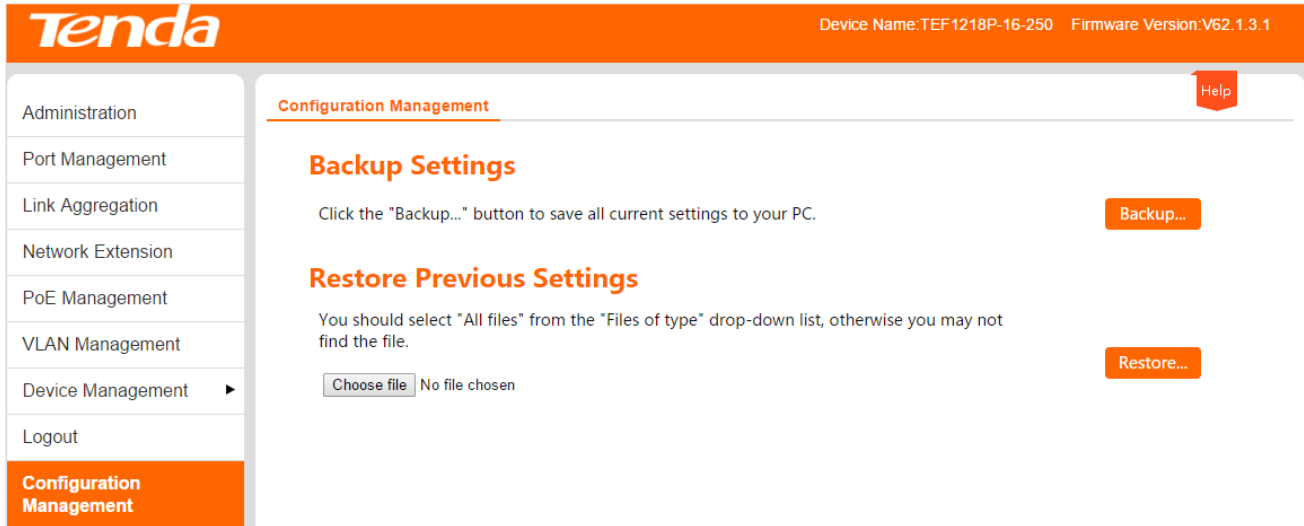 Tenda
Device Name:TEF1218P-16-250 Firmware Version:V62.1.3.1
Help
Administration
Port Management
Link Aggregation
Network Extension
PoE Management
VLAN Management
Device Management
Logout
Configuration
Management
Configuration Management
Backup Settings
Click the "Backup..." button to save all current settings to your PC.
Backup...
Restore Previous Settings
You should select "All files" from the "Files of type" drop-down list, otherwise you may not
find the file.
Restore...
Choose file No file chosen